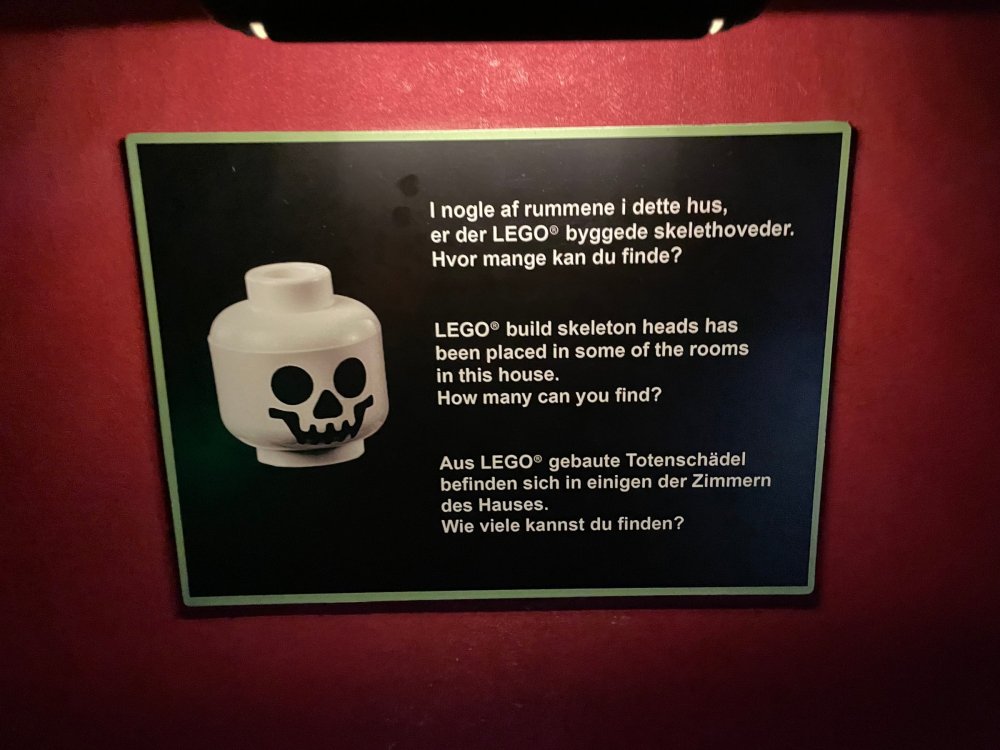 I nogle af rummene i dette hus,
er der LEGO® byggede skelethoveder.
Hvor mange kan du finde?
LEGO® build skeleton heads has
been placed in some of the rooms
in this house.
How many can you find?
Aus LEGO® gebaute Totenschädel
befinden sich in einigen der Zimmern
des Hauses.
Wie viele kannst du finden?